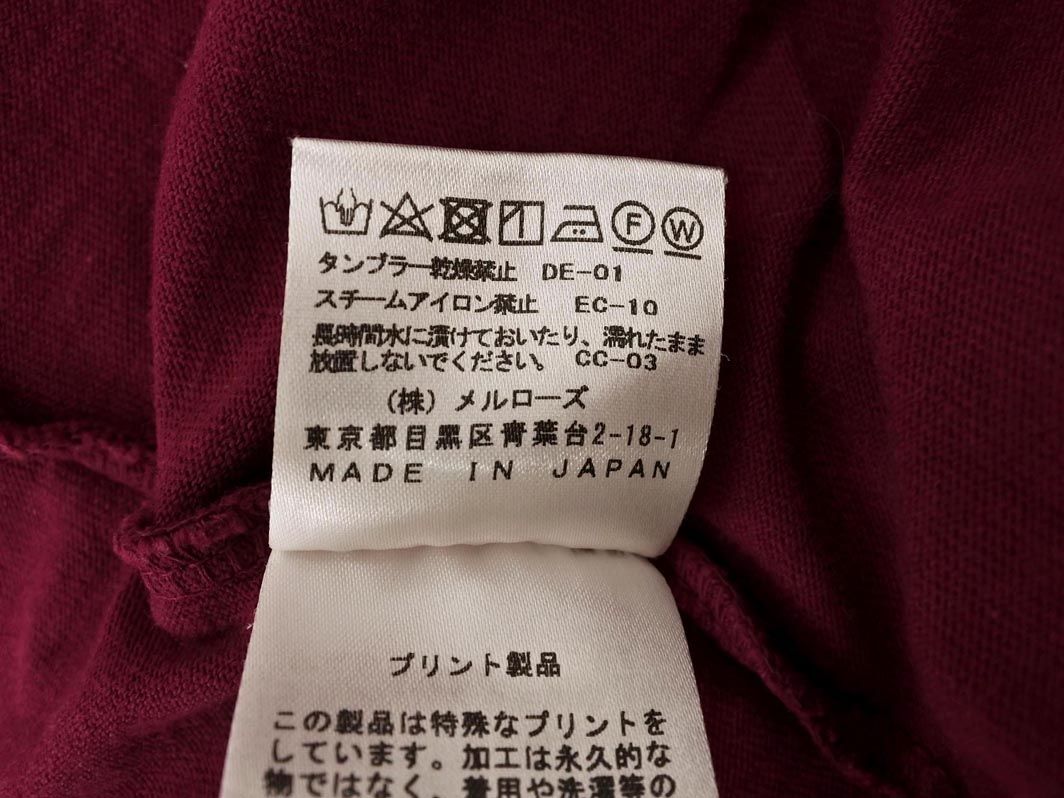 F W
タンブラー乾燥禁止 DE-01
スチームアイロン禁止 EC-10
長時間水に漬けておいたり、濡れたまま
放置しないでください。 CC-03
(株) メルローズ
東京都目黒区青葉台2-18-1
MADE IN JAPAN
プリント製品
この製品は特殊なプリントを
しています。加工は永久的な
物ではなく、着用や洗濯等の